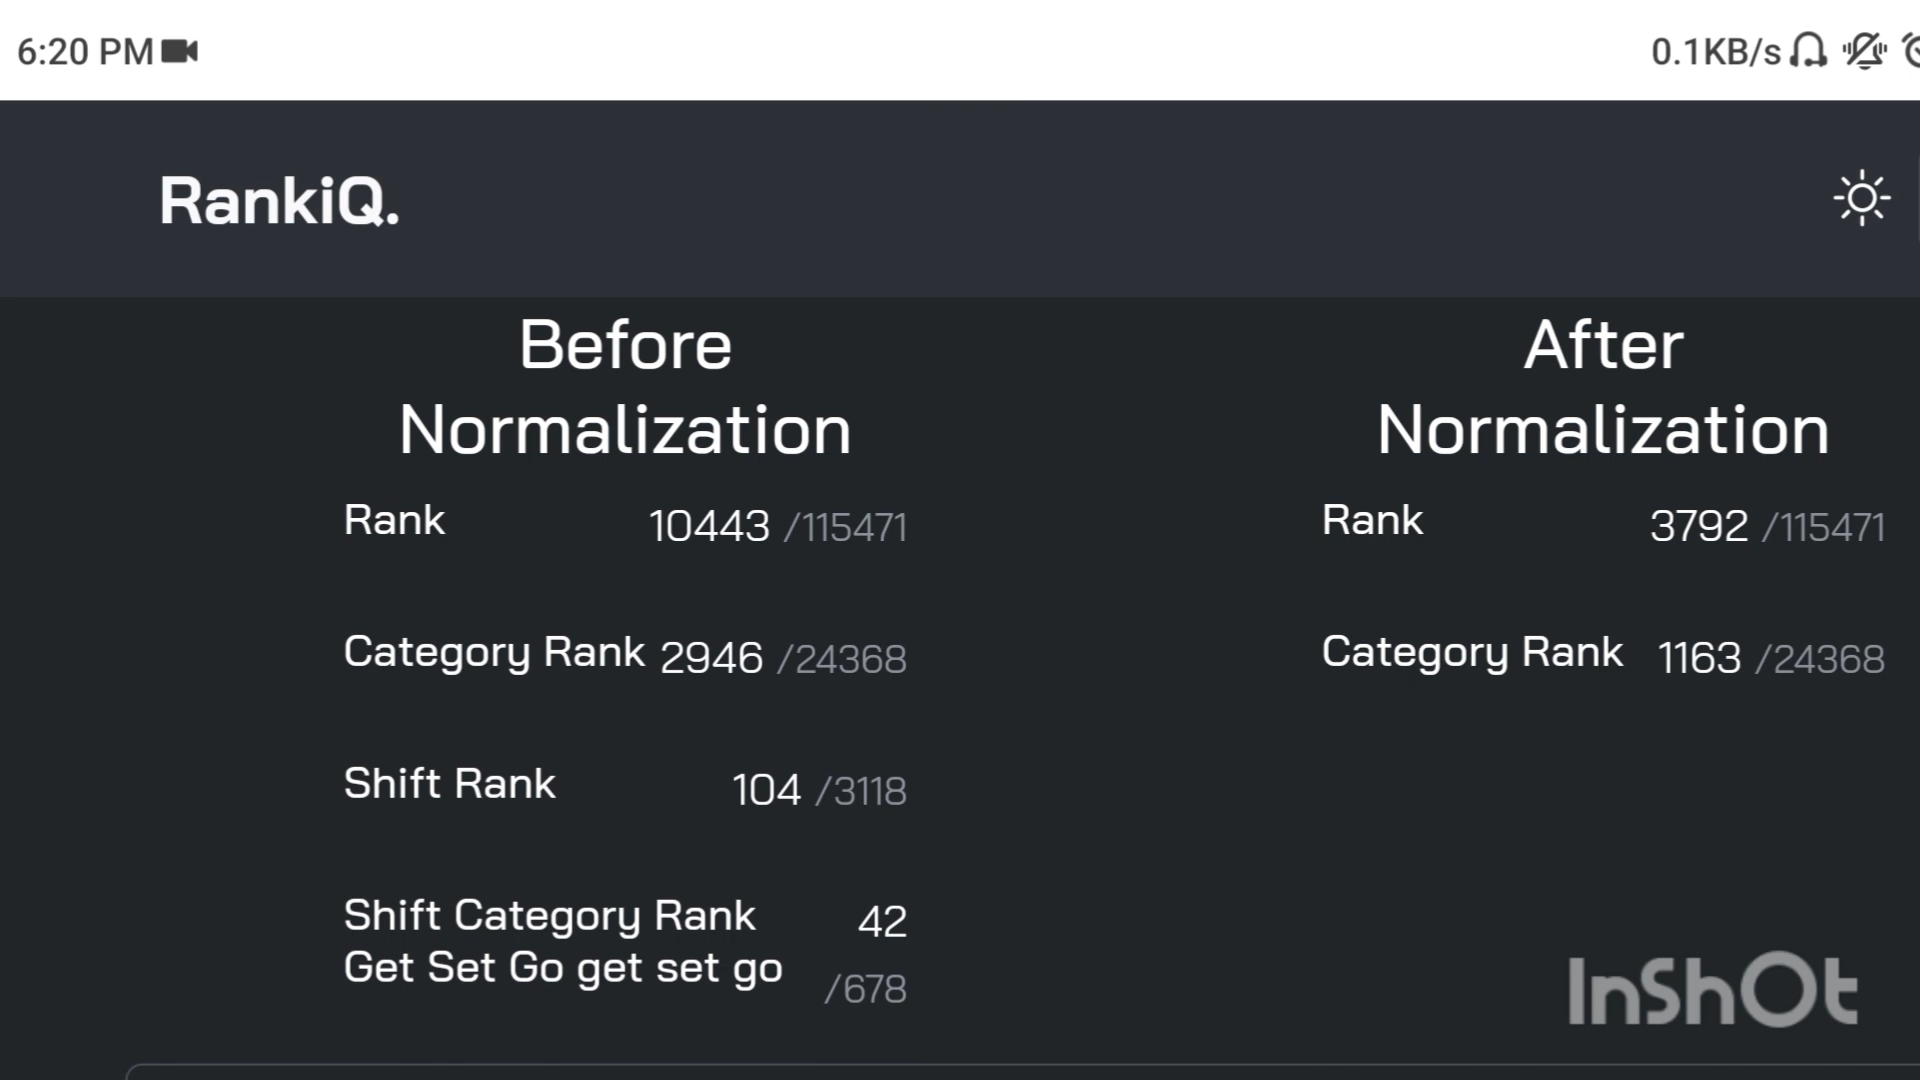 6:20 PM
0.1KB/s
RankiQ.
Before
Normalization
Rank 10443 /115471
Category Rank 2946 /24368
Shift Rank 104 /3118
Shift Category Rank 42
Get Set Go get set go /678
After
Normalization
Rank 3792 /115471
Category Rank 1163 /24368
InShOt